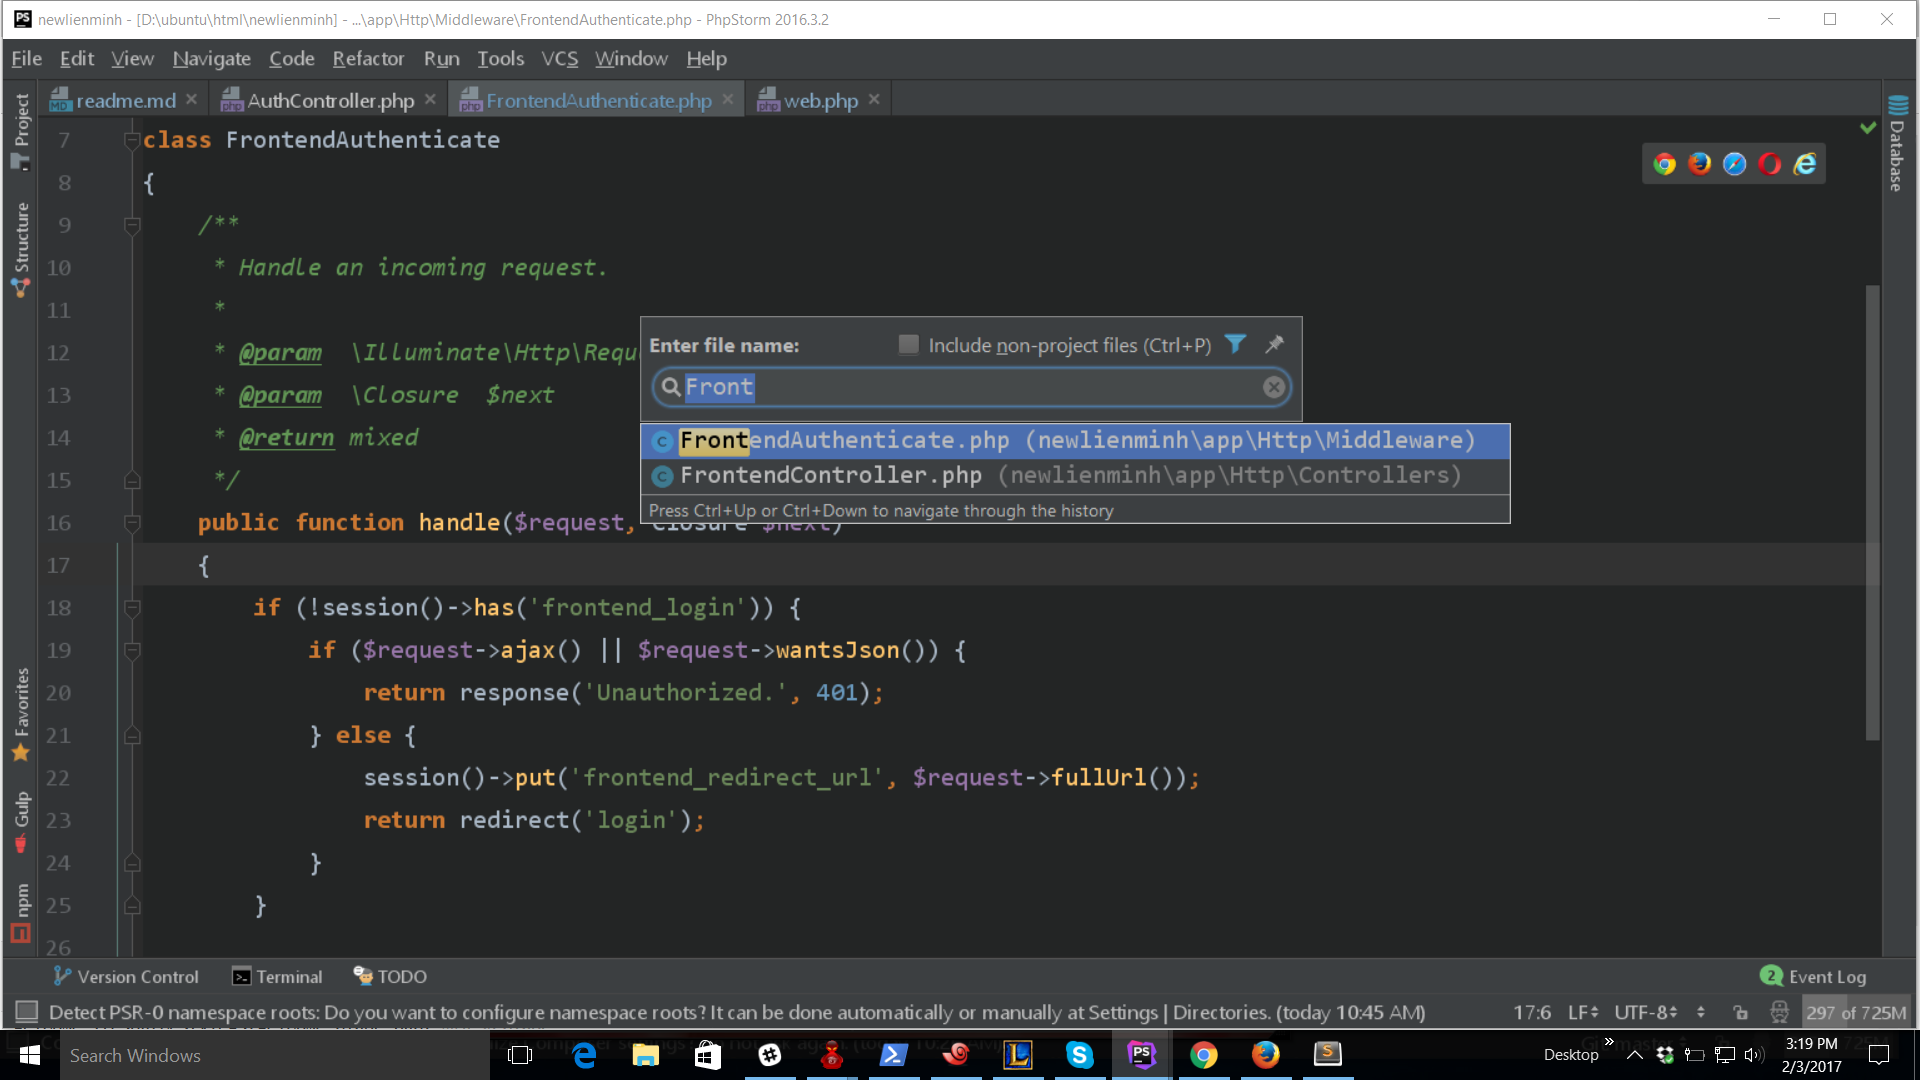 newlienminh - [D:\ubuntu\html\newlienminh] - ...\app\Http\Middleware\FrontendAuthenticate.php - PhpStorm 2016.3.2
File Edit View Navigate Code Refactor Run Tools VCS Window Help
readme.md AuthController.php FrontendAuthenticate.php web.php
Project
Structure
Favorites
Gulp
npm
Database
7 class FrontendAuthenticate
8 {
9 /**
10 * Handle an incoming request.
11 *
12 * @param \Illuminate\Http\Requ
13 * @param \Closure $next
14 * @return mixed
15 */
16 public function handle($request, Closure $next)
17 {
18 if (!session()->has('frontend_login')) {
19 if ($request->ajax() || $request->wantsJson()) {
20 return response('Unauthorized.', 401);
21 } else {
22 session()->put('frontend_redirect_url', $request->fullUrl());
23 return redirect('login');
24 }
25 }
26
Enter file name: Include non-project files (Ctrl+P)
Front
FrontendAuthenticate.php (newlienminh\app\Http\Middleware)
FrontendController.php (newlienminh\app\Http\Controllers)
Press Ctrl+Up or Ctrl+Down to navigate through the history
Version Control Terminal TODO 2 Event Log
Detect PSR-0 namespace roots: Do you want to configure namespace roots? It can be done automatically or manually at Settings | Directories. (today 10:45 AM) 17:6 LF UTF-8 297 of 725M
Search Windows Desktop 3:19 PM
2/3/2017